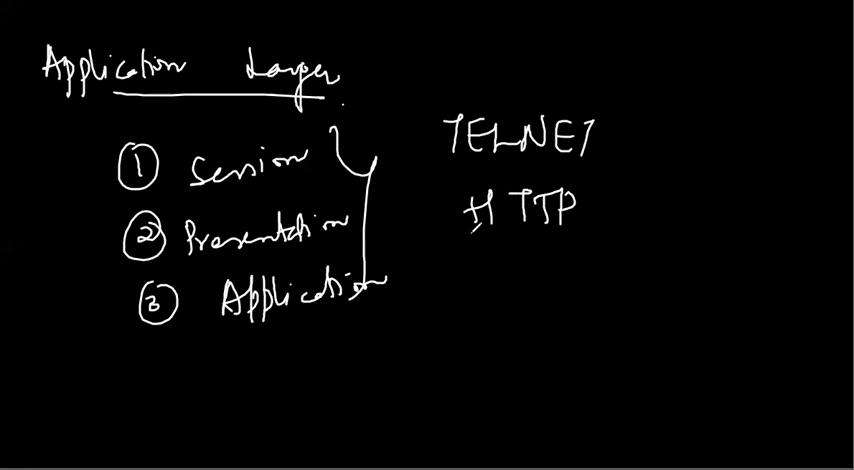 Application Layer
① Session
② Presentation
③ Application
TELNET
HTTP